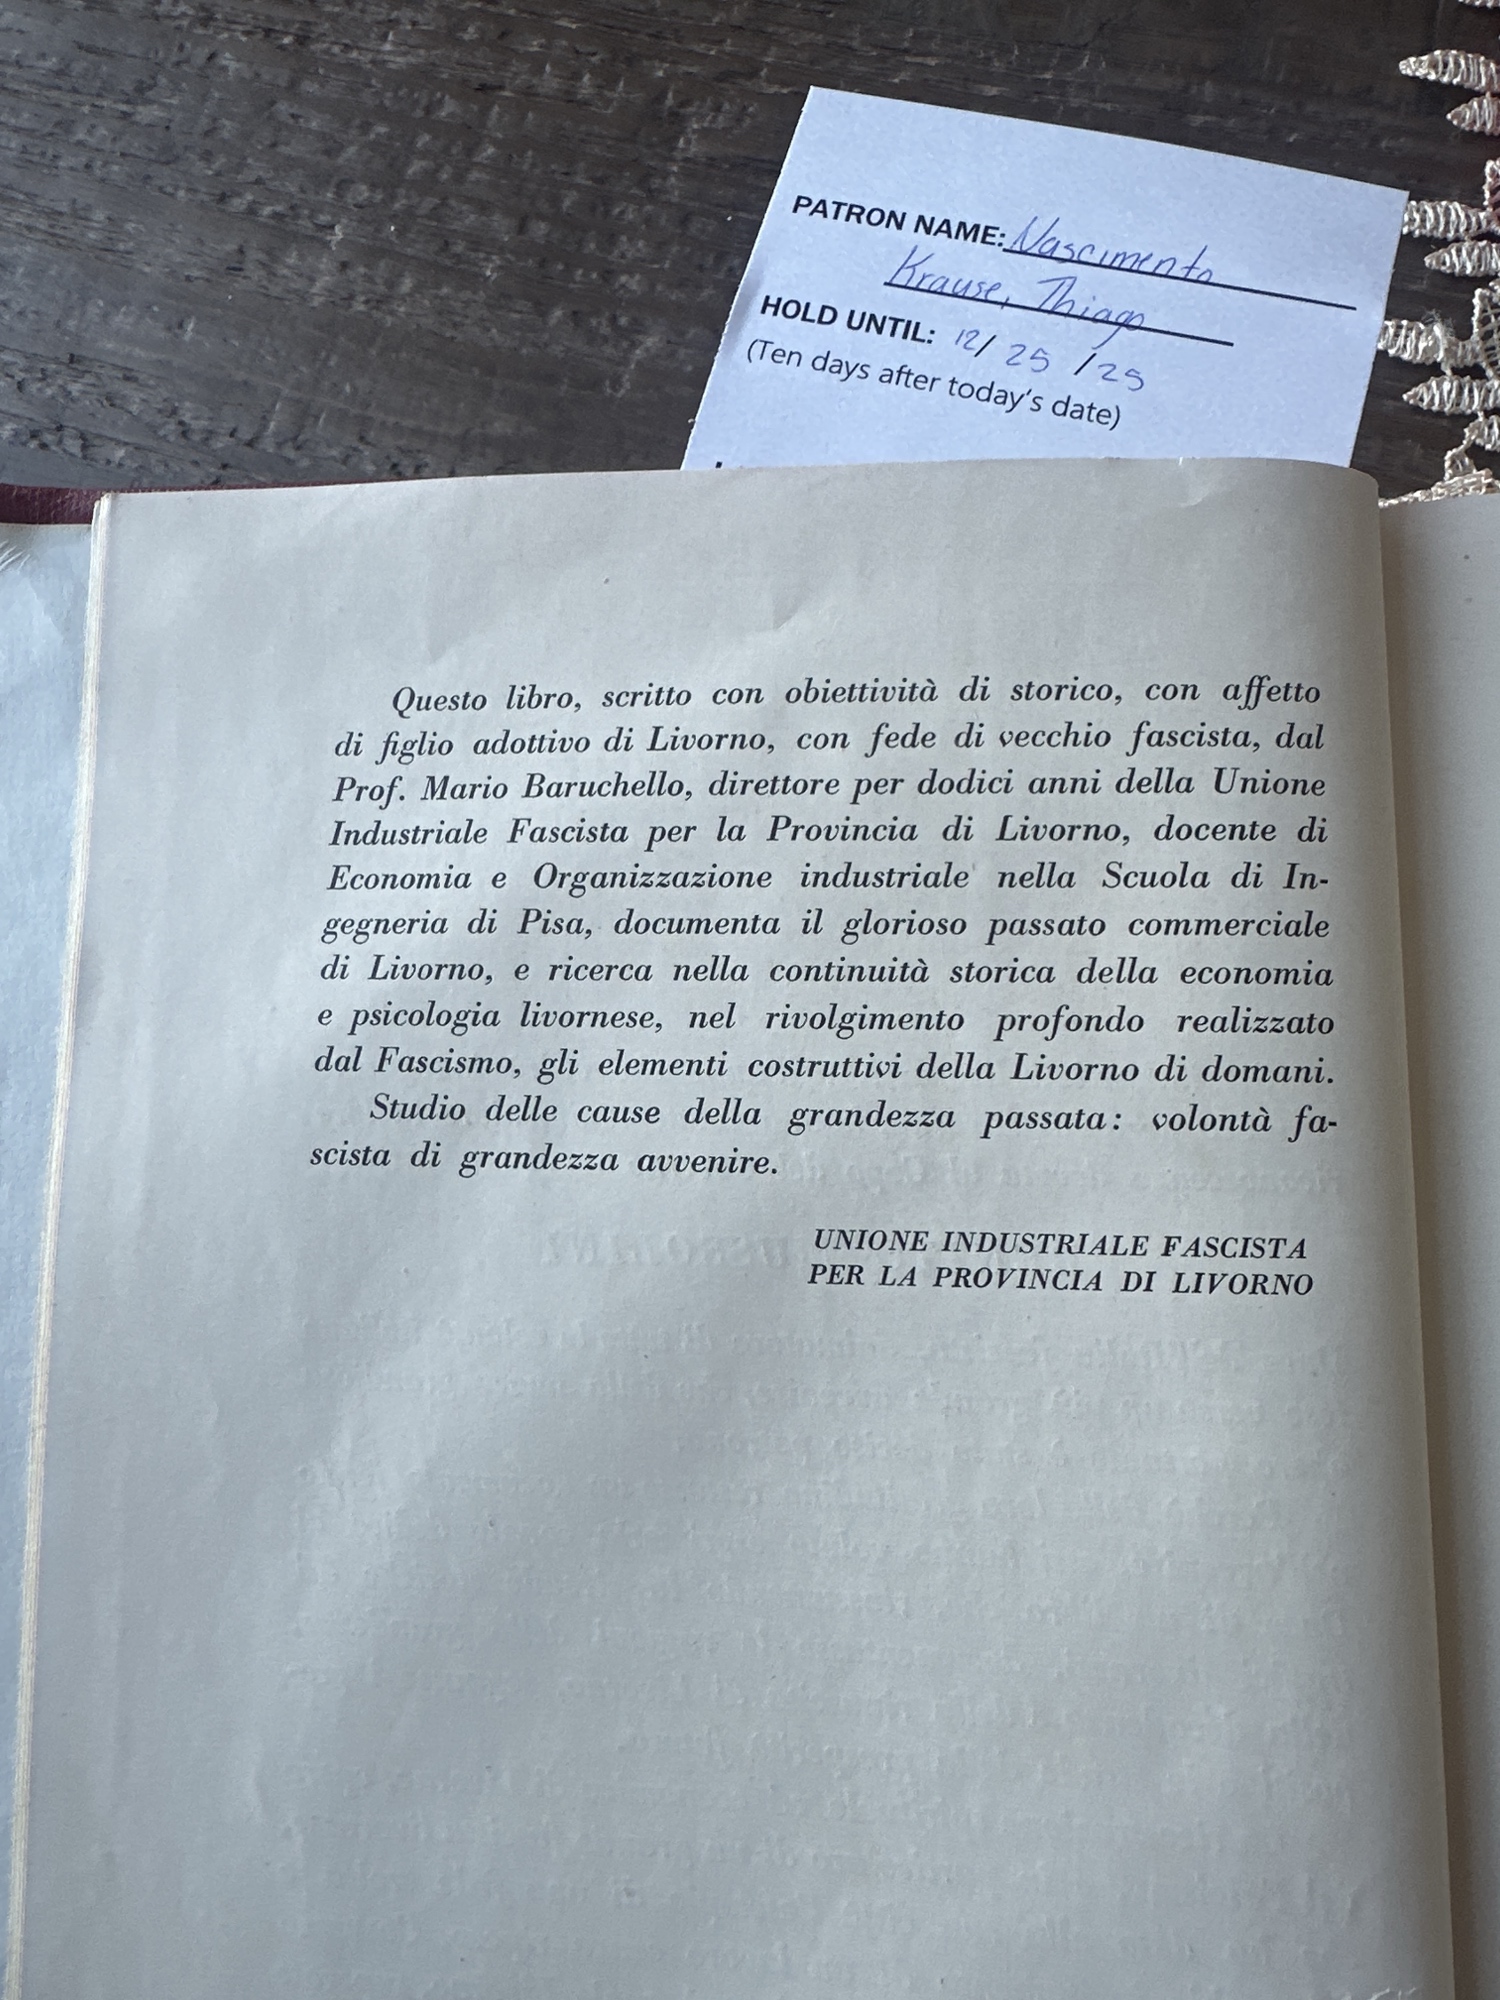 PATRON NAME: Nascimento
Krause, Thiago
HOLD UNTIL: 12/25/25
(Ten days after today's date)
Questo libro, scritto con obiettività di storico, con affetto
di figlio adottivo di Livorno, con fede di vecchio fascista, dal
Prof. Mario Baruchello, direttore per dodici anni della Unione
Industriale Fascista per la Provincia di Livorno, docente di
Economia e Organizzazione industriale nella Scuola di In-
gegneria di Pisa, documenta il glorioso passato commerciale
di Livorno, e ricerca nella continuità storica della economia
e psicologia livornese, nel rivolgimento profondo realizzato
dal Fascismo, gli elementi costruttivi della Livorno di domani.
Studio delle cause della grandezza passata: volontà fa-
scista di grandezza avvenire.
UNIONE INDUSTRIALE FASCISTA
PER LA PROVINCIA DI LIVORNO